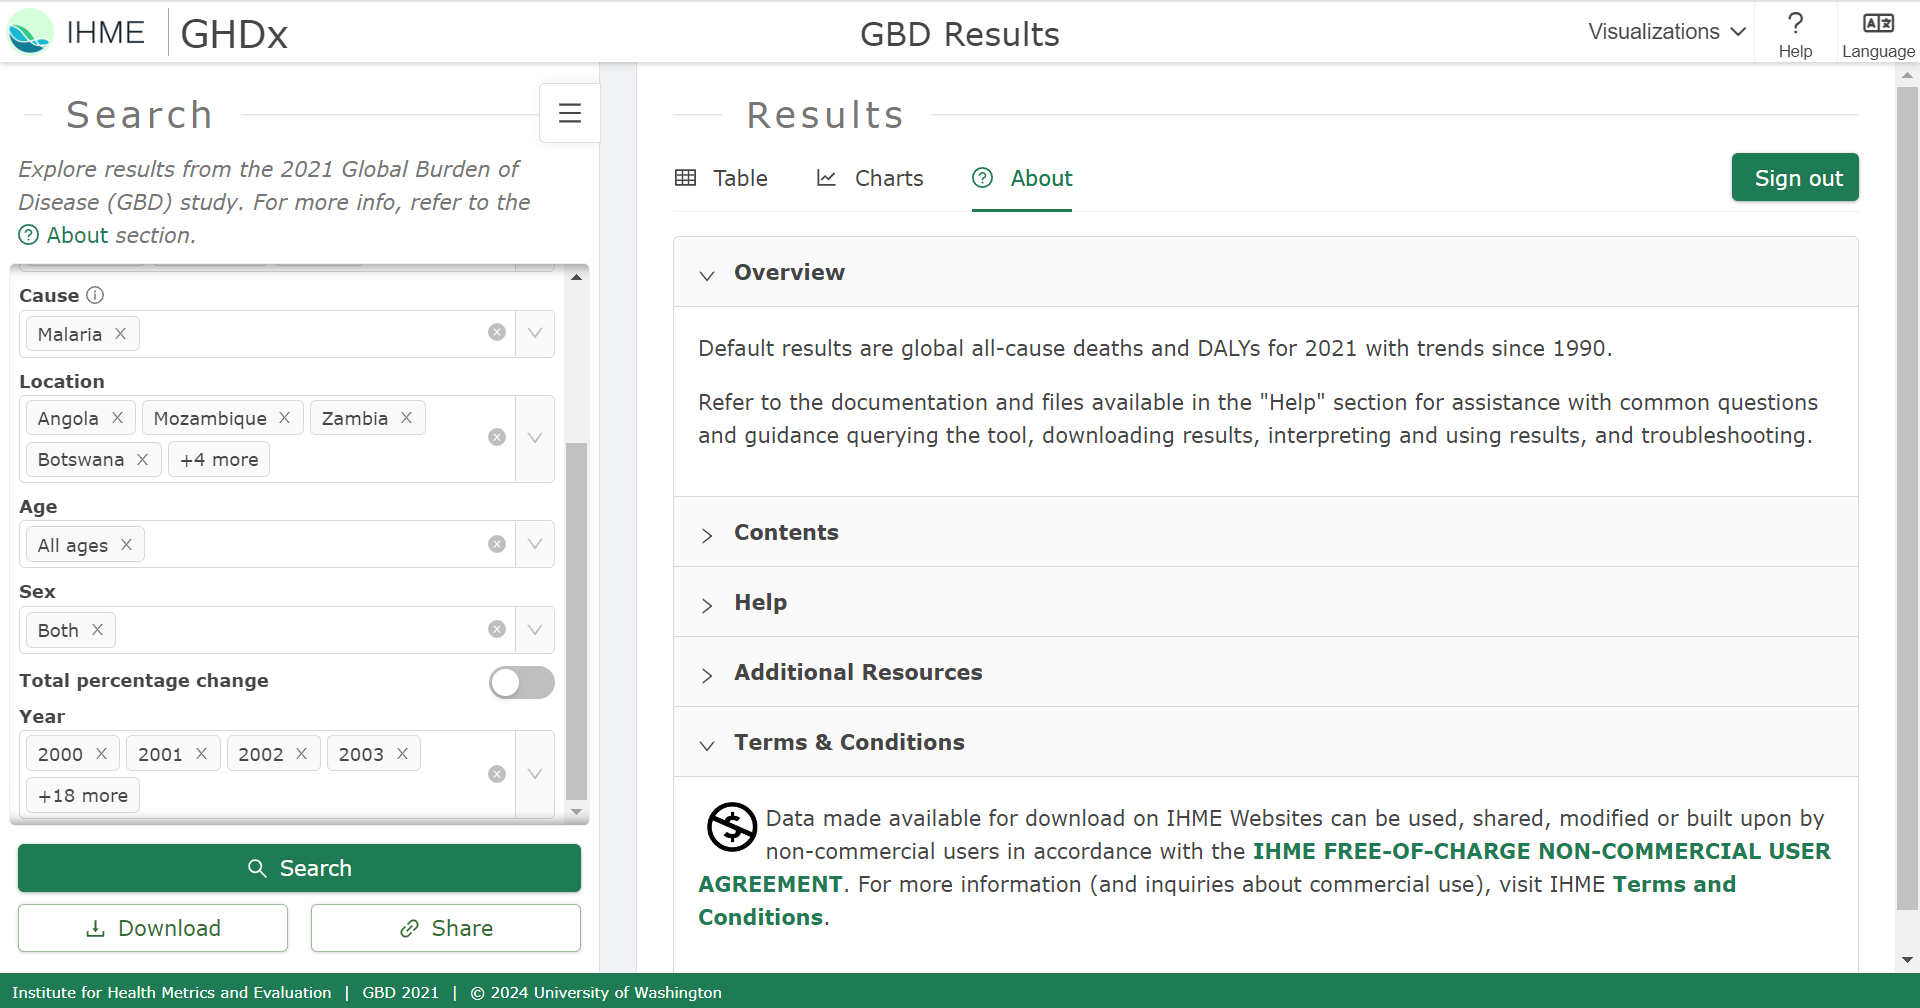 IHME GHDx
GBD Results
Visualizations
Help
Language
Search
Explore results from the 2021 Global Burden of
Disease (GBD) study. For more info, refer to the
About section.
Cause
Malaria
Location
Angola Mozambique Zambia
Botswana +4 more
Age
All ages
Sex
Both
Total percentage change
Year
2000 2001 2002 2003
+18 more
Search
Download Share
Results
Table Charts About
Sign out
Overview
Default results are global all-cause deaths and DALYs for 2021 with trends since 1990.
Refer to the documentation and files available in the "Help" section for assistance with common questions
and guidance querying the tool, downloading results, interpreting and using results, and troubleshooting.
Contents
Help
Additional Resources
Terms & Conditions
Data made available for download on IHME Websites can be used, shared, modified or built upon by
non-commercial users in accordance with the IHME FREE-OF-CHARGE NON-COMMERCIAL USER
AGREEMENT. For more information (and inquiries about commercial use), visit IHME Terms and
Conditions.
Institute for Health Metrics and Evaluation | GBD 2021 | © 2024 University of Washington